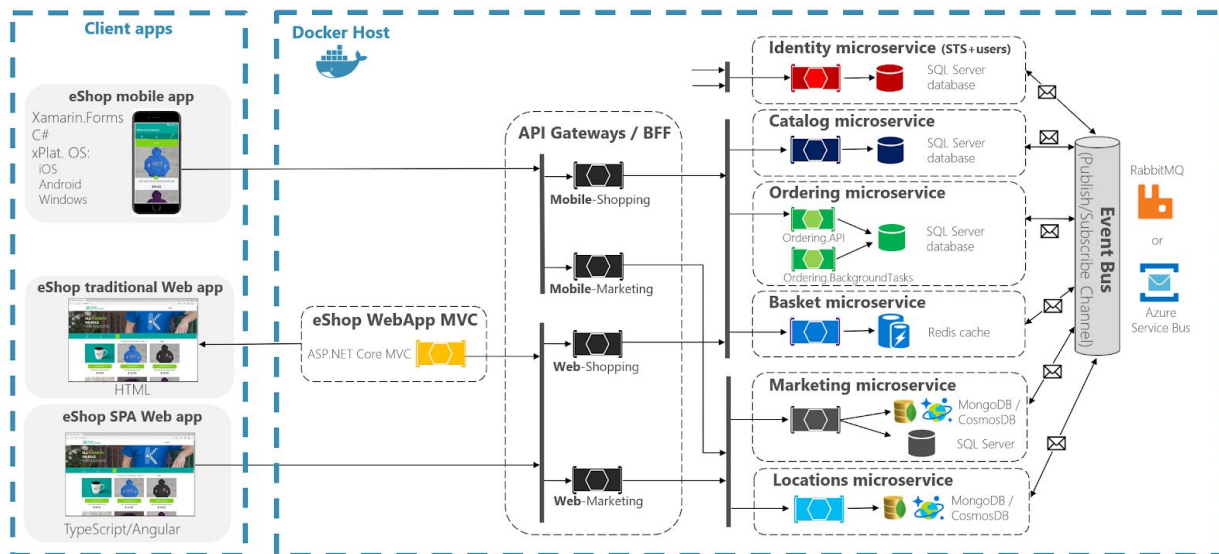 Client apps
eShop mobile app
Xamarin.Forms
C#
xPlat. OS:
iOS
Android
Windows
eShop traditional Web app
HTML
eShop SPA Web app
TypeScript/Angular
Docker Host
eShop WebApp MVC
ASP.NET Core MVC
API Gateways / BFF
Mobile-Shopping
Mobile-Marketing
Web-Shopping
Web-Marketing
Identity microservice (STS+users)
SQL Server
database
Catalog microservice
SQL Server
database
Ordering microservice
Ordering.API
SQL Server
database
Ordering.BackgroundTasks
Basket microservice
Redis cache
Marketing microservice
MongoDB /
CosmosDB
SQL Server
Locations microservice
MongoDB /
CosmosDB
Event Bus
(Publish/Subscribe Channel)
RabbitMQ
or
Azure
Service Bus